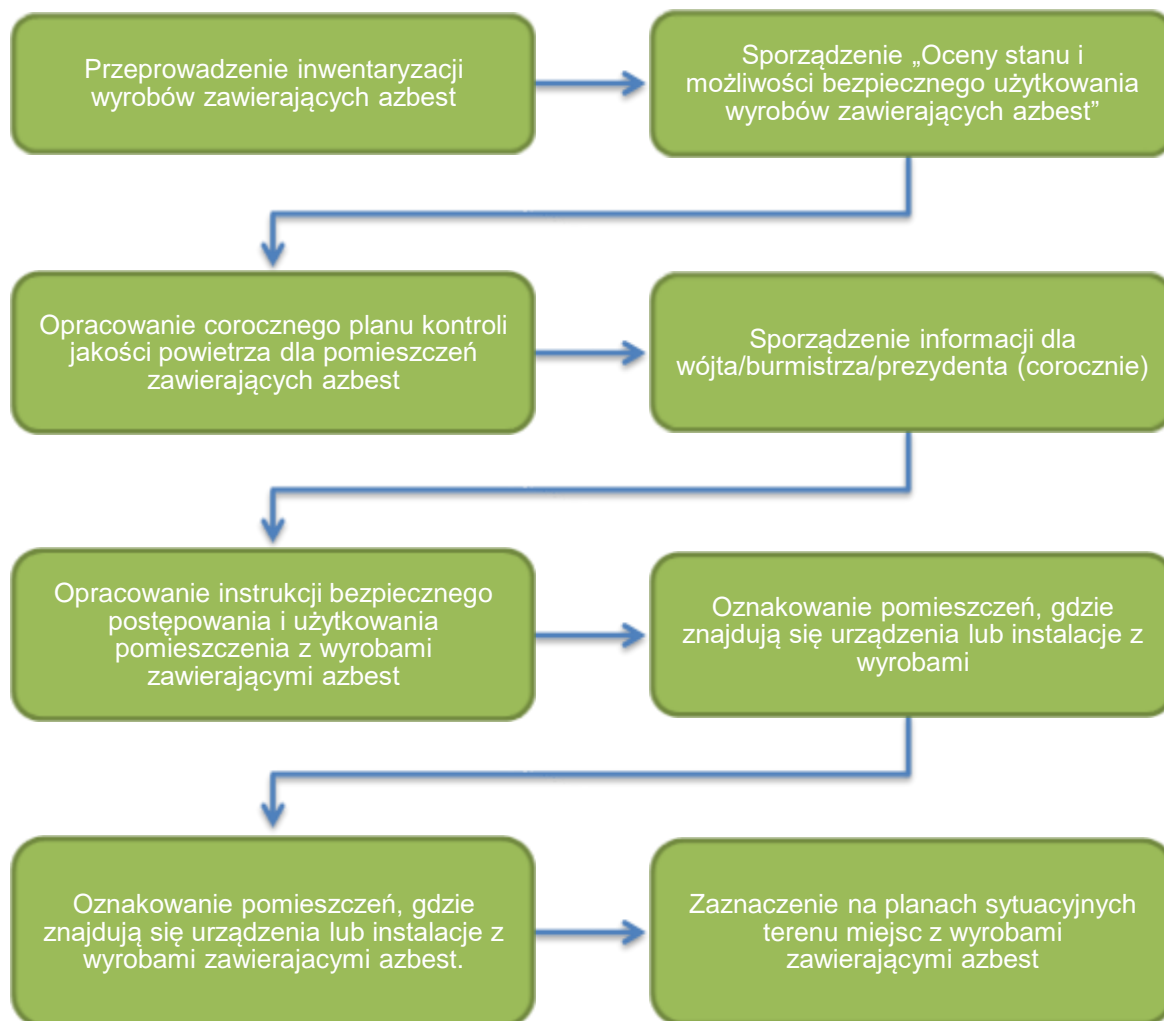 Przeprowadzenie inwentaryzacji
wyrobów zawierających azbest
Sporządzenie „Oceny stanu i
możliwości bezpiecznego użytkowania
wyrobów zawierających azbest”
Opracowanie corocznego planu kontroli
jakości powietrza dla pomieszczeń
zawierających azbest
Sporządzenie informacji dla
wójta/burmistrza/prezydenta (corocznie)
Opracowanie instrukcji bezpiecznego
postępowania i użytkowania
pomieszczenia z wyrobami
zawierającymi azbest
Oznakowanie pomieszczeń, gdzie
znajdują się urządzenia lub instalacje z
wyrobami
Oznakowanie pomieszczeń, gdzie
znajdują się urządzenia lub instalacje z
wyrobami zawierajacymi azbest.
Zaznaczenie na planach sytuacyjnych
terenu miejsc z wyrobami
zawierającymi azbest